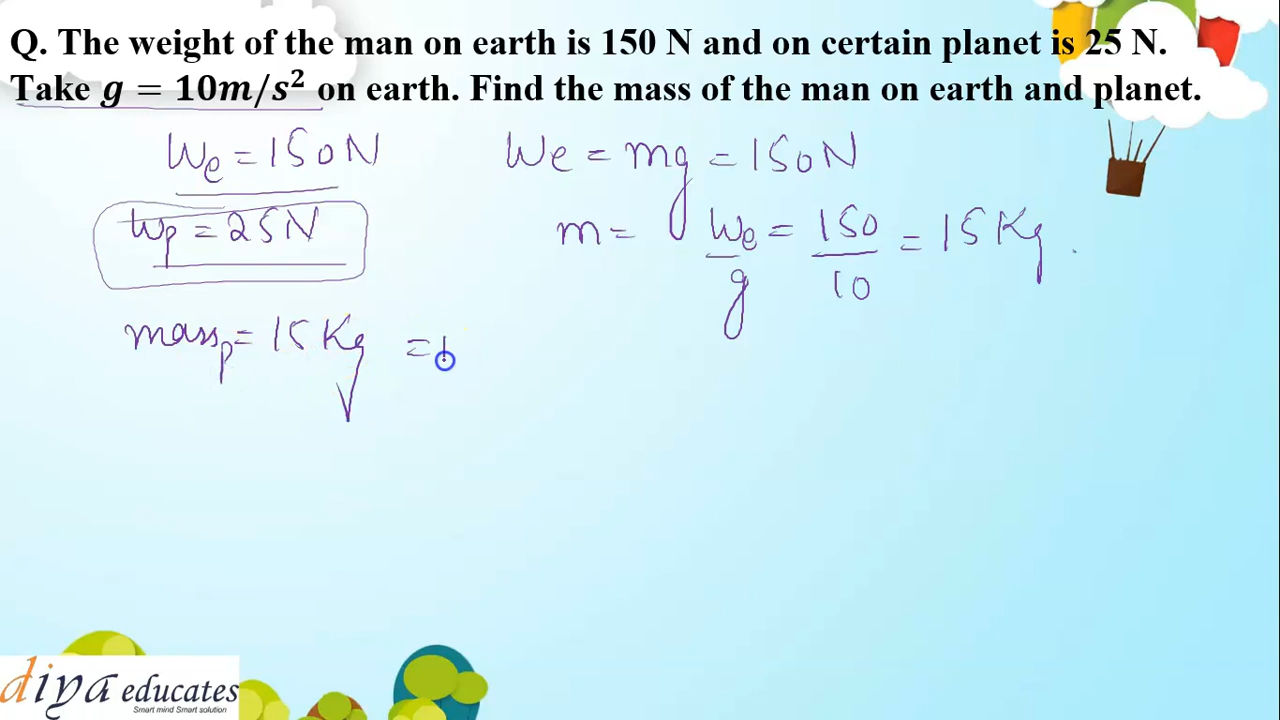 Q. The weight of the man on earth is 150 N and on certain planet is 25 N.
Take g = 10m/s² on earth. Find the mass of the man on earth and planet.
We = 150N
We = mg = 150N
Wp = 25N
m = We/g = 150/10 = 15 Kg .
massp = 15 Kg =
diya educates
Smart mind Smart solution